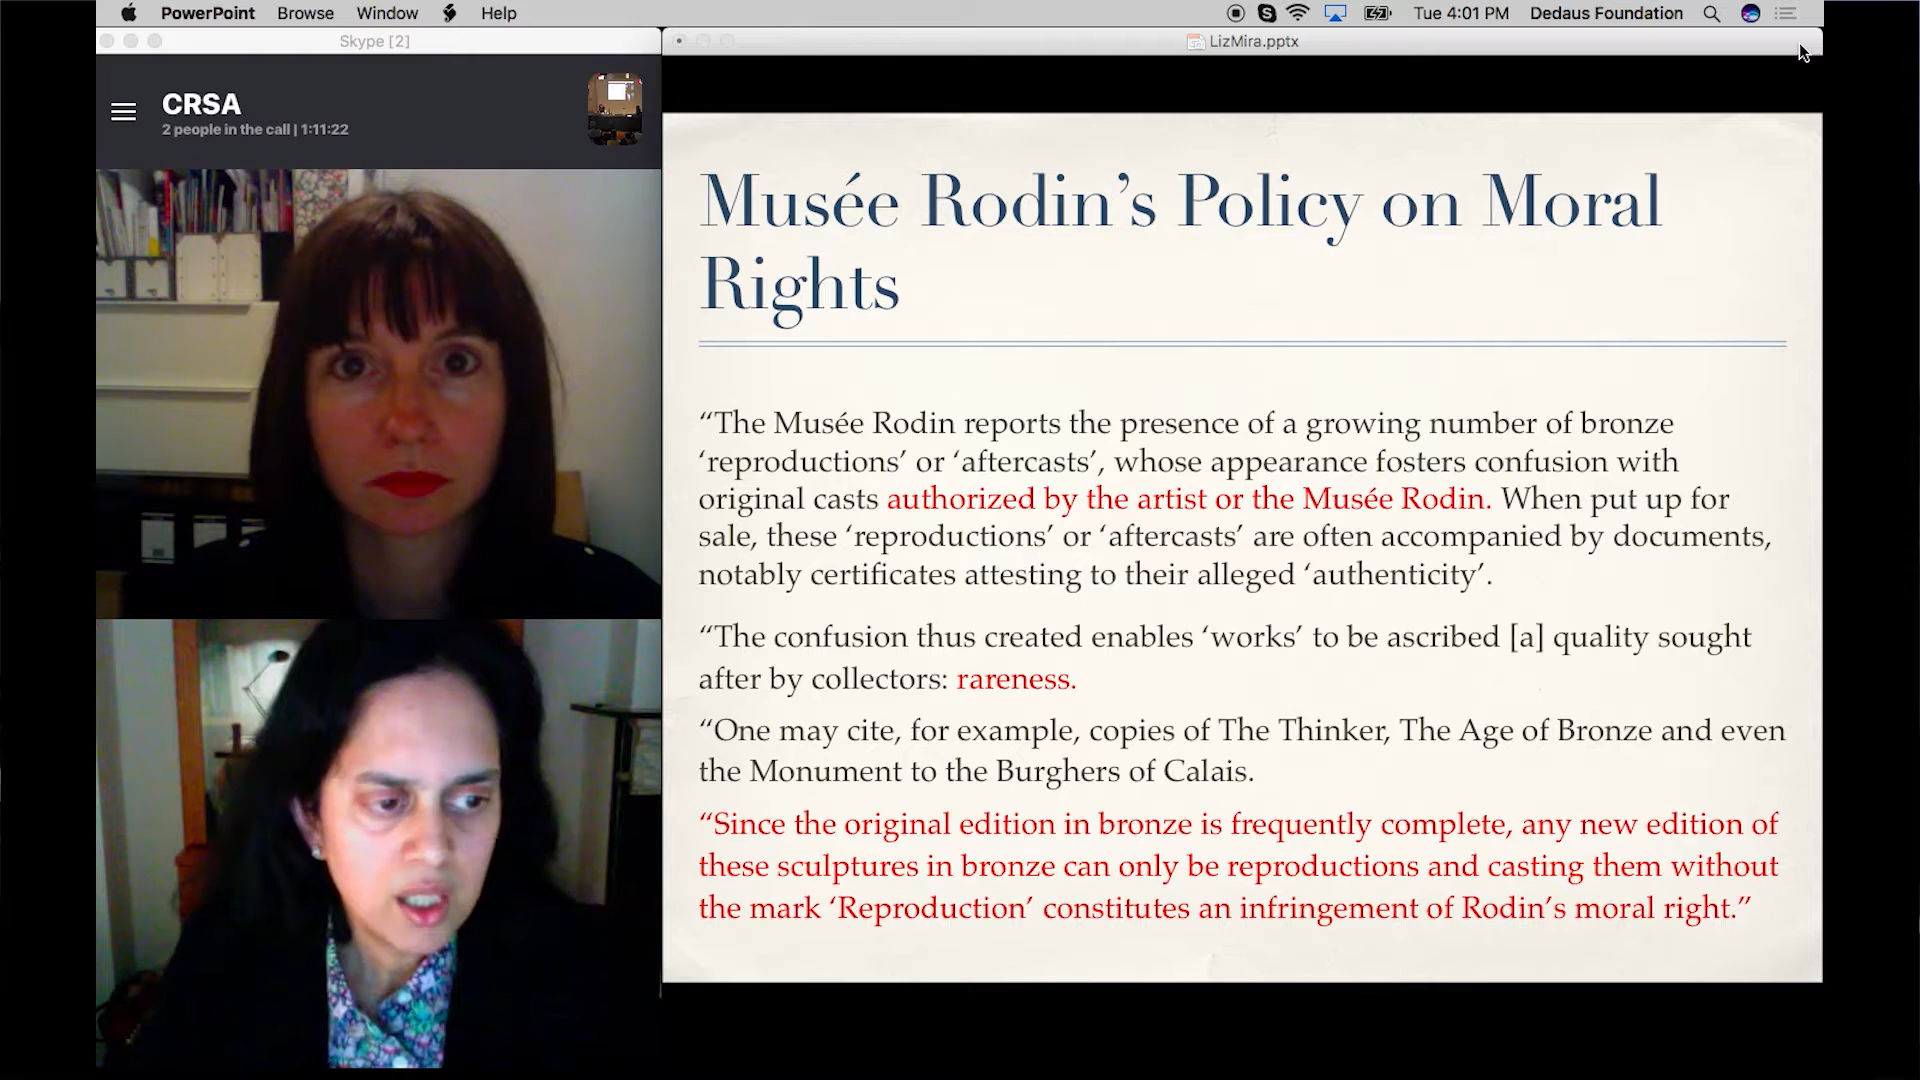 PowerPoint Browse Window Help Tue 4:01 PM Dedaus Foundation
Skype [2]
LizMira.pptx
CRSA
2 people in the call | 1:11:22
Musée Rodin’s Policy on Moral
Rights
“The Musée Rodin reports the presence of a growing number of bronze
‘reproductions’ or ‘aftercasts’, whose appearance fosters confusion with
original casts authorized by the artist or the Musée Rodin. When put up for
sale, these ‘reproductions’ or ‘aftercasts’ are often accompanied by documents,
notably certificates attesting to their alleged ‘authenticity’.
“The confusion thus created enables ‘works’ to be ascribed [a] quality sought
after by collectors: rareness.
“One may cite, for example, copies of The Thinker, The Age of Bronze and even
the Monument to the Burghers of Calais.
“Since the original edition in bronze is frequently complete, any new edition of
these sculptures in bronze can only be reproductions and casting them without
the mark ‘Reproduction’ constitutes an infringement of Rodin’s moral right.”